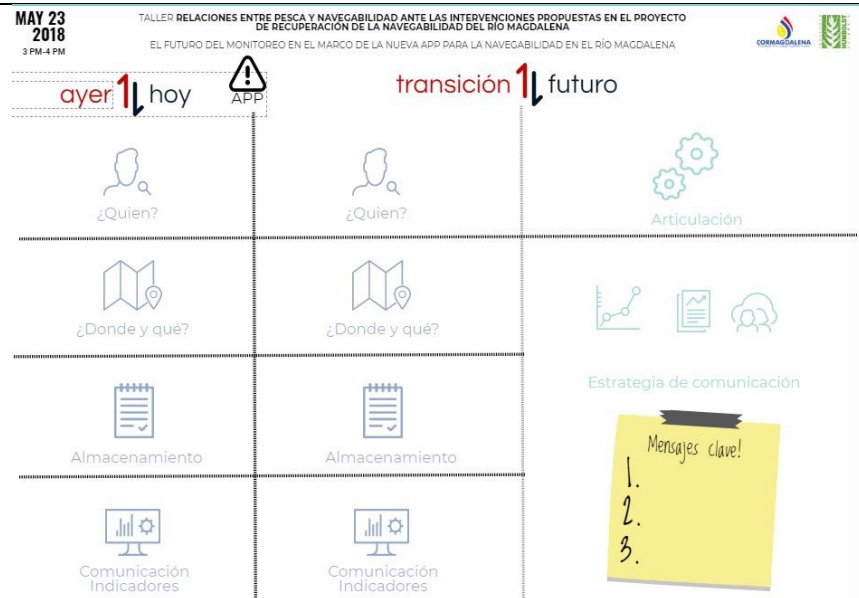 MAY 23
2018
3 PM-4 PM
TALLER RELACIONES ENTRE PESCA Y NAVEGABILIDAD ANTE LAS INTERVENCIONES PROPUESTAS EN EL PROYECTO
DE RECUPERACIÓN DE LA NAVEGABILIDAD DEL RÍO MAGDALENA
EL FUTURO DEL MONITOREO EN EL MARCO DE LA NUEVA APP PARA LA NAVEGABILIDAD EN EL RÍO MAGDALENA
CORMAGDALENA
HUMBOLDT
ayer hoy
APP
transición futuro
¿Quien?
¿Quien?
Articulación
¿Donde y qué?
¿Donde y qué?
Estrategia de comunicación
Almacenamiento
Almacenamiento
Mensajes clave!
1.
2.
3.
Comunicación
Indicadores
Comunicación
Indicadores